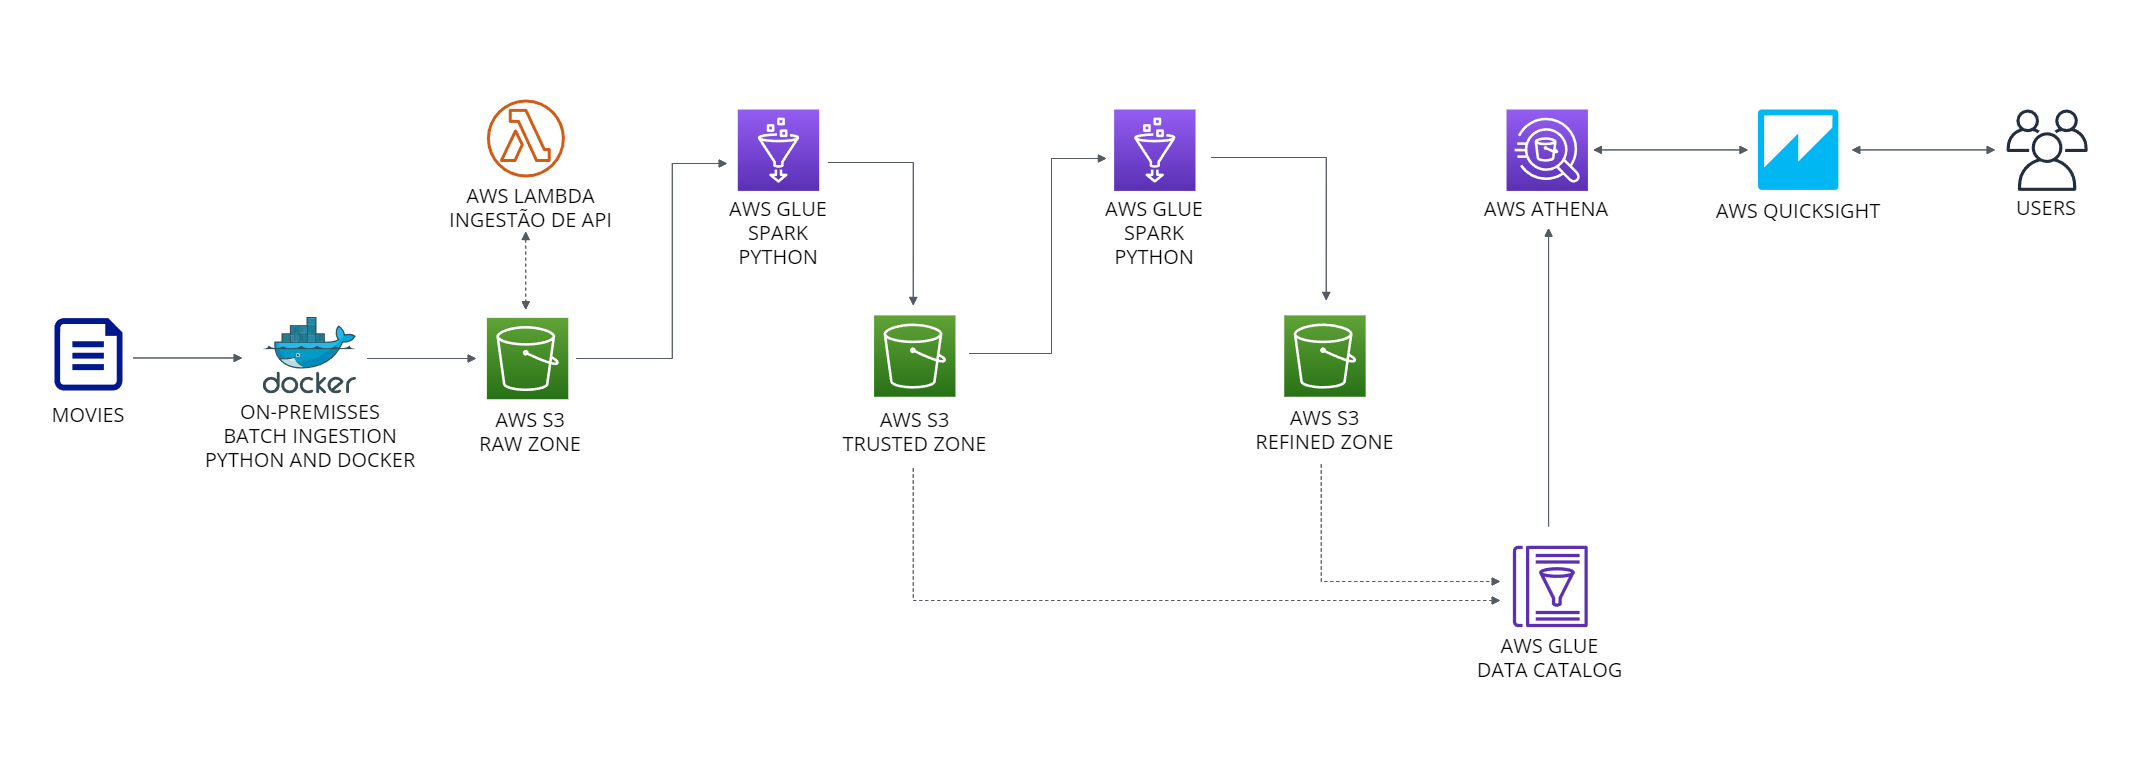 AWS LAMBDA
INGESTÃO DE API
AWS GLUE
SPARK
PYTHON
AWS GLUE
SPARK
PYTHON
AWS ATHENA
AWS QUICKSIGHT
USERS
MOVIES
docker
ON-PREMISSES
BATCH INGESTION
PYTHON AND DOCKER
AWS S3
RAW ZONE
AWS S3
TRUSTED ZONE
AWS S3
REFINED ZONE
AWS GLUE
DATA CATALOG